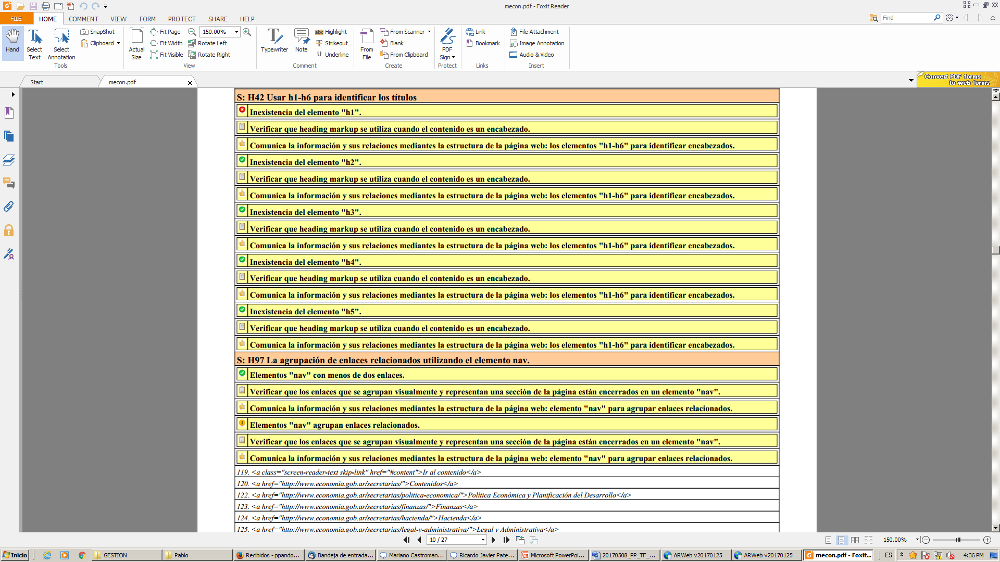 mecon.pdf - Foxit Reader
FILE HOME COMMENT VIEW FORM PROTECT SHARE HELP
Find
Hand
Select Text
Select Annotation
SnapShot
Clipboard
Tools
Actual Size
Fit Page
Fit Width
Fit Visible
150.00%
Rotate Left
Rotate Right
View
Typewriter
Note
abc Highlight
T Strikeout
U Underline
Comment
From File
From Scanner
Blank
From Clipboard
Create
PDF Sign
Protect
Link
Bookmark
Links
File Attachment
Image Annotation
Audio & Video
Insert
Start
mecon.pdf
Convert PDF forms
to web forms
S: H42 Usar h1-h6 para identificar los títulos
Inexistencia del elemento "h1".
Verificar que heading markup se utiliza cuando el contenido es un encabezado.
Comunica la información y sus relaciones mediantes la estructura de la página web: los elementos "h1-h6" para identificar encabezados.
Inexistencia del elemento "h2".
Verificar que heading markup se utiliza cuando el contenido es un encabezado.
Comunica la información y sus relaciones mediantes la estructura de la página web: los elementos "h1-h6" para identificar encabezados.
Inexistencia del elemento "h3".
Verificar que heading markup se utiliza cuando el contenido es un encabezado.
Comunica la información y sus relaciones mediantes la estructura de la página web: los elementos "h1-h6" para identificar encabezados.
Inexistencia del elemento "h4".
Verificar que heading markup se utiliza cuando el contenido es un encabezado.
Comunica la información y sus relaciones mediantes la estructura de la página web: los elementos "h1-h6" para identificar encabezados.
Inexistencia del elemento "h5".
Verificar que heading markup se utiliza cuando el contenido es un encabezado.
Comunica la información y sus relaciones mediantes la estructura de la página web: los elementos "h1-h6" para identificar encabezados.
S: H97 La agrupación de enlaces relacionados utilizando el elemento nav.
Elementos "nav" con menos de dos enlaces.
Verificar que los enlaces que se agrupan visualmente y representan una sección de la página están encerrados en un elemento "nav".
Comunica la información y sus relaciones mediantes la estructura de la página web: elemento "nav" para agrupar enlaces relacionados.
Elementos "nav" agrupan enlaces relacionados.
Verificar que los enlaces que se agrupan visualmente y representan una sección de la página están encerrados en un elemento "nav".
Comunica la información y sus relaciones mediantes la estructura de la página web: elemento "nav" para agrupar enlaces relacionados.
119. <a class="screen-reader-text skip-link" href="#content">Ir al contenido</a>
120. <a href="http://www.economia.gob.ar/secretarias/">Contenidos</a>
122. <a href="http://www.economia.gob.ar/secretarias/politica-economica/">Política Económica y Planificación del Desarrollo</a>
123. <a href="http://www.economia.gob.ar/secretarias/finanzas/">Finanzas</a>
124. <a href="http://www.economia.gob.ar/secretarias/hacienda/">Hacienda</a>
125. <a href="http://www.economia.gob.ar/secretarias/legal-y-administrativa/">Legal y Administrativa</a>
10 / 27
150.00%
Inicio
GESTION
Pablo
Recibidos - ppando...
Bandeja de entrada...
Mariano Castroman...
Ricardo Javier Pate...
Microsoft PowerPoi...
20170508_PP_TF_...
ARWeb v20170125
ARWeb v20170125
mecon.pdf - Foxit...
ES
4:36 PM